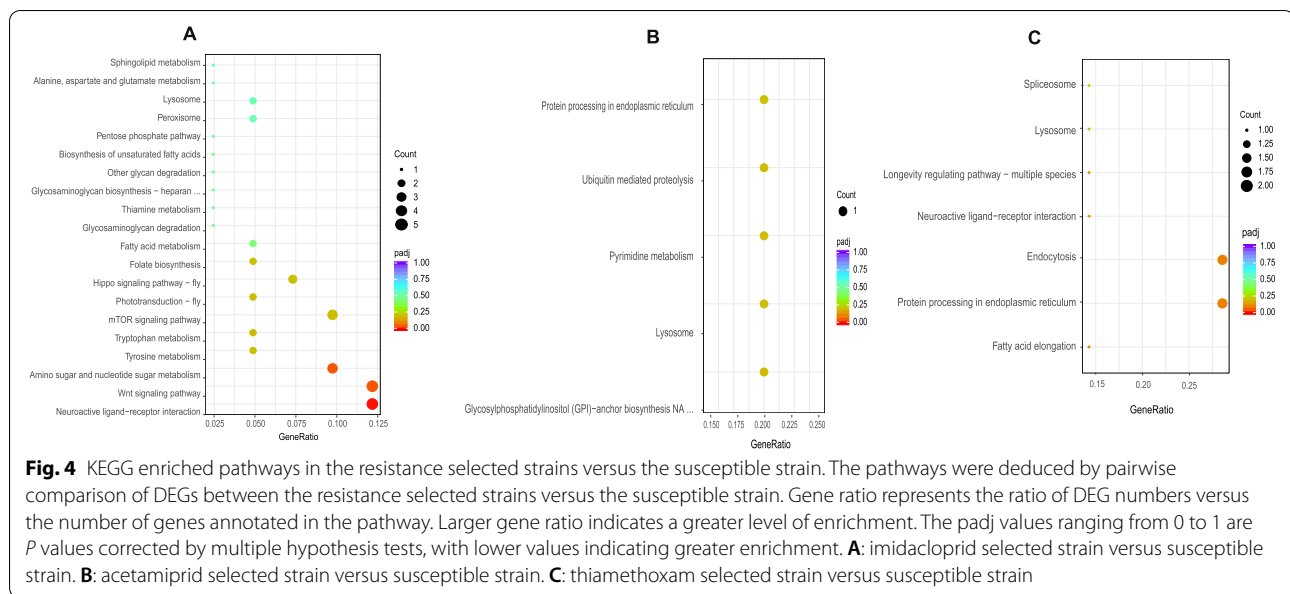 A
Sphingolipid metabolism
Alanine, aspartate and glutamate metabolism
Lysosome
Peroxisome
Pentose phosphate pathway
Biosynthesis of unsaturated fatty acids
Other glycan degradation
Glycosaminoglycan biosynthesis − heparan ...
Thiamine metabolism
Glycosaminoglycan degradation
Fatty acid metabolism
Folate biosynthesis
Hippo signaling pathway − fly
Phototransduction − fly
mTOR signaling pathway
Tryptophan metabolism
Tyrosine metabolism
Amino sugar and nucleotide sugar metabolism
Wnt signaling pathway
Neuroactive ligand−receptor interaction
0.025 0.050 0.075 0.100 0.125
GeneRatio
Count
1
2
3
4
5
padj
1.00
0.75
0.50
0.25
0.00
B
Protein processing in endoplasmic reticulum
Ubiquitin mediated proteolysis
Pyrimidine metabolism
Lysosome
Glycosylphosphatidylinositol (GPI)−anchor biosynthesis NA ...
0.150 0.175 0.200 0.225 0.250
GeneRatio
Count
1
padj
1.00
0.75
0.50
0.25
0.00
C
Spliceosome
Lysosome
Longevity regulating pathway − multiple species
Neuroactive ligand−receptor interaction
Endocytosis
Protein processing in endoplasmic reticulum
Fatty acid elongation
0.15 0.20 0.25
GeneRatio
Count
1.00
1.25
1.50
1.75
2.00
padj
1.00
0.75
0.50
0.25
0.00
Fig. 4 KEGG enriched pathways in the resistance selected strains versus the susceptible strain. The pathways were deduced by pairwise
comparison of DEGs between the resistance selected strains versus the susceptible strain. Gene ratio represents the ratio of DEG numbers versus
the number of genes annotated in the pathway. Larger gene ratio indicates a greater level of enrichment. The padj values ranging from 0 to 1 are
P values corrected by multiple hypothesis tests, with lower values indicating greater enrichment. A: imidacloprid selected strain versus susceptible
strain. B: acetamiprid selected strain versus susceptible strain. C: thiamethoxam selected strain versus susceptible strain